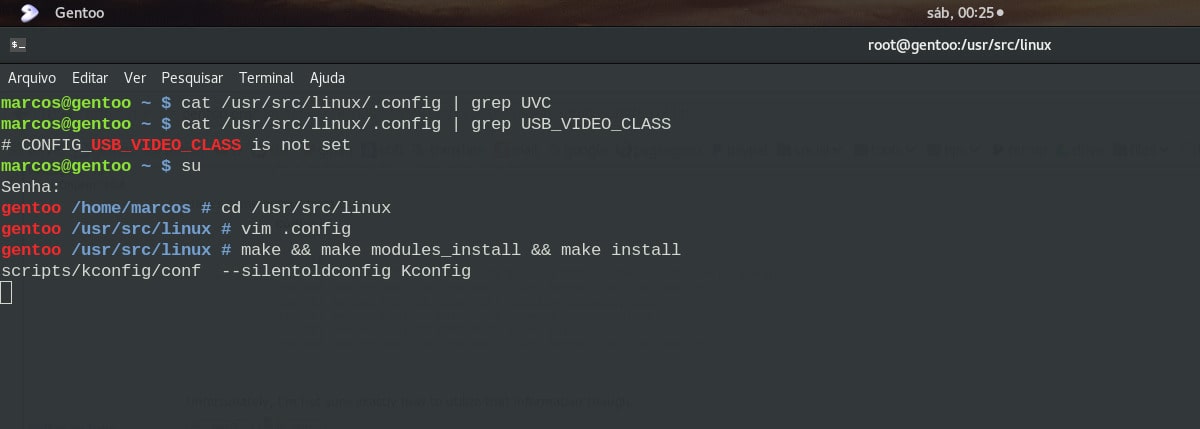 Gentoo
sáb, 00:25
root@gentoo:/usr/src/linux
Arquivo Editar Ver Pesquisar Terminal Ajuda
marcos@gentoo ~ $ cat /usr/src/linux/.config | grep UVC
marcos@gentoo ~ $ cat /usr/src/linux/.config | grep USB_VIDEO_CLASS
# CONFIG_USB_VIDEO_CLASS is not set
marcos@gentoo ~ $ su
Senha:
gentoo /home/marcos # cd /usr/src/linux
gentoo /usr/src/linux # vim .config
gentoo /usr/src/linux # make && make modules_install && make install
scripts/kconfig/conf  --silentoldconfig Kconfig